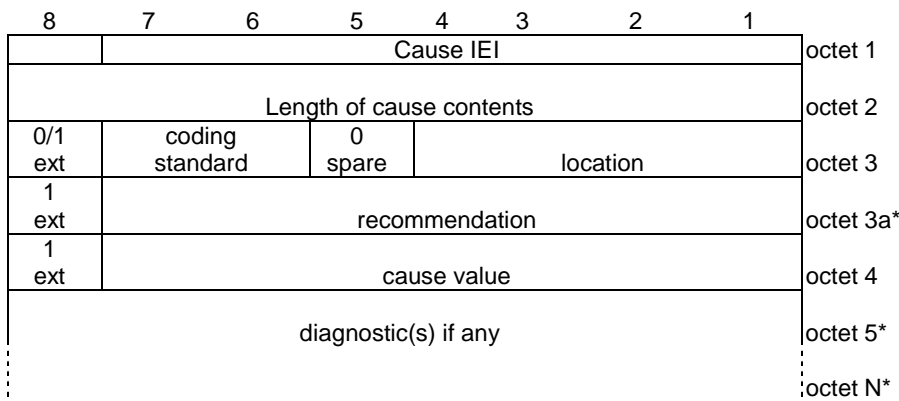 8 7 6 5 4 3 2 1
Cause IEI octet 1
Length of cause contents octet 2
0/1 coding 0
ext standard spare location octet 3
1
ext recommendation octet 3a*
1
ext cause value octet 4
diagnostic(s) if any octet 5*
octet N*